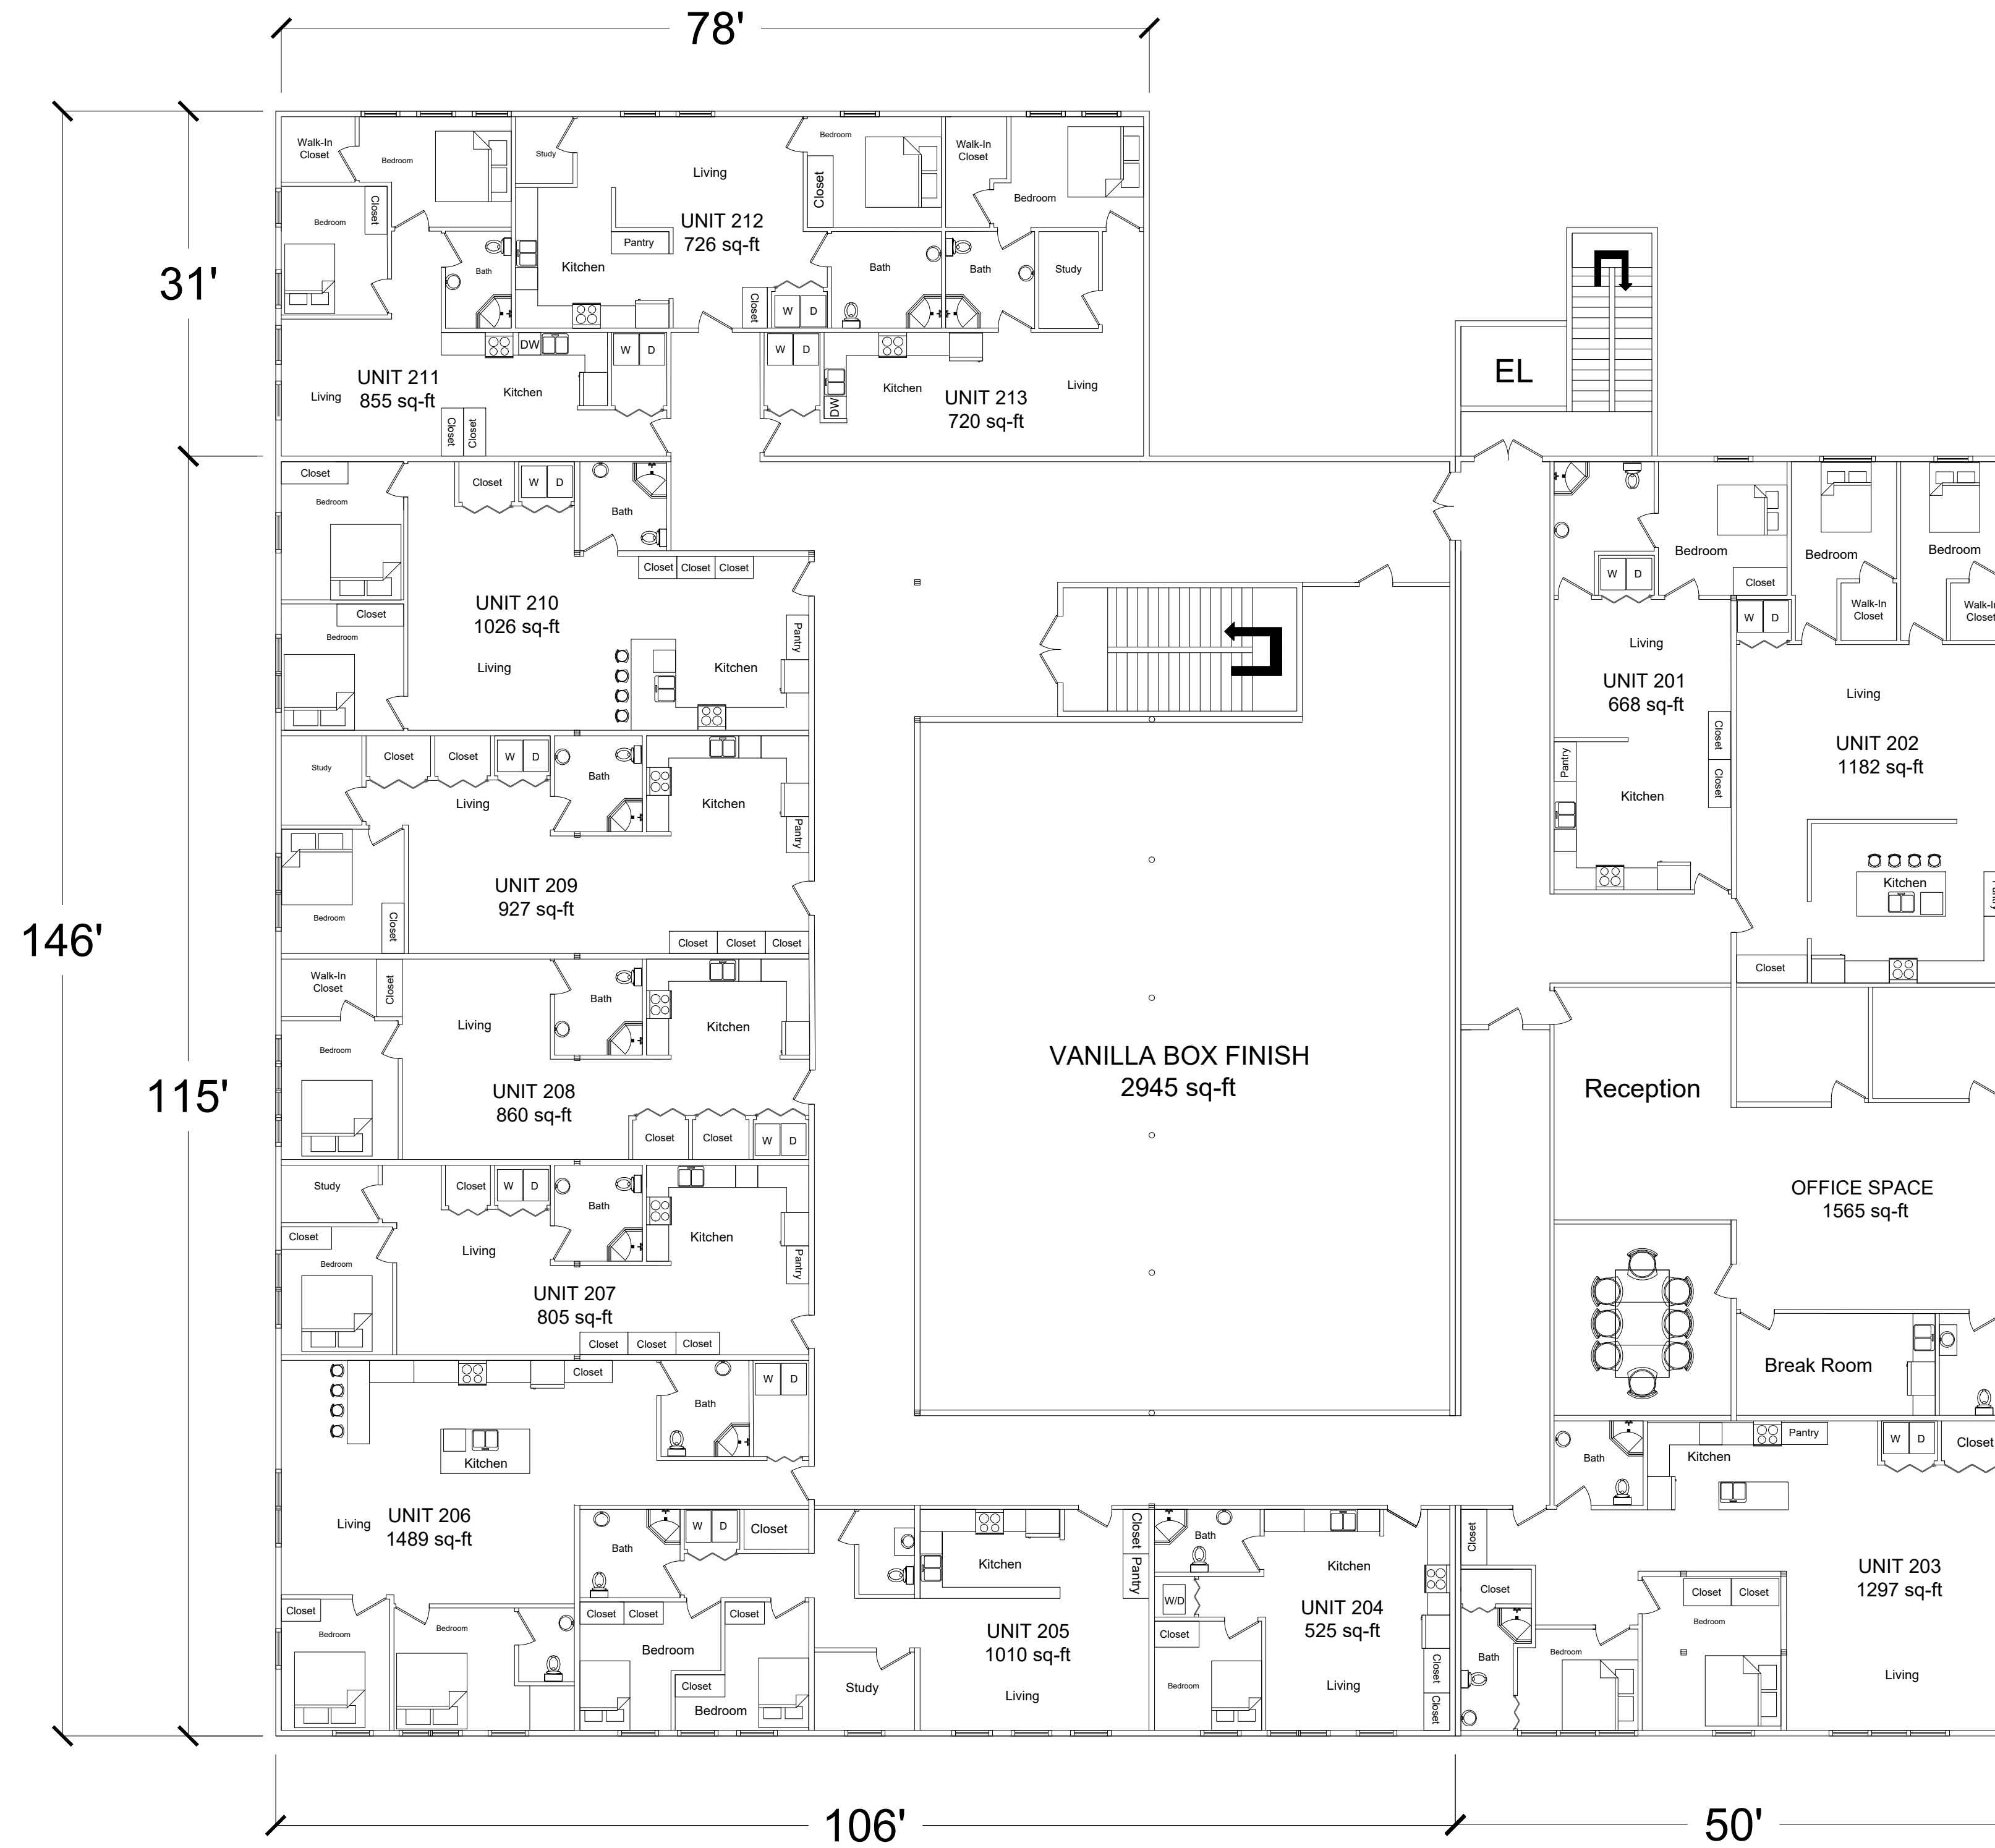 78'
Walk-In
Closet
Bedroom
Study
Living
Bedroom
Walk-In
Closet
Closet
Closet
Bedroom
Bedroom
UNIT 212
726 sq-ft
Pantry
Kitchen
Bath
Bath
Bath
Study
31'
Closet
W D
W D
W D
DW
UNIT 211
855 sq-ft
Living
Kitchen
Closet
Closet
Kitchen
DW
UNIT 213
720 sq-ft
Living
EL
Closet
Bedroom
Closet
W D
Bath
Closet Closet Closet
UNIT 210
1026 sq-ft
Closet
Bedroom
Living
Kitchen
Pantry
Bedroom
Closet
W D
Bedroom
Bedroom
Walk-In
Closet
Closet
W D
Living
UNIT 201
668 sq-ft
Closet
Closet
Pantry
Kitchen
Living
UNIT 202
1182 sq-ft
Kitchen
Closet
Study
Closet
Closet
W D
Living
Bath
Kitchen
Pantry
UNIT 209
927 sq-ft
Bedroom
Closet
Closet Closet Closet
146'
Walk-In
Closet
Closet
Living
Bath
Kitchen
Bedroom
UNIT 208
860 sq-ft
Closet
Closet
W D
115'
VANILLA BOX FINISH
2945 sq-ft
Reception
OFFICE SPACE
1565 sq-ft
Break Room
Study
Closet
W D
Bath
Closet
Living
Kitchen
Pantry
Bedroom
UNIT 207
805 sq-ft
Closet Closet Closet
Closet
W D
Bath
Kitchen
Living
UNIT 206
1489 sq-ft
Closet
Bedroom
Bedroom
Bath
W D
Closet
Closet Closet
Closet
Bedroom
Closet
Bedroom
Study
Kitchen
Closet
Pantry
UNIT 205
1010 sq-ft
Living
Bath
W/D
Closet
Bedroom
Kitchen
UNIT 204
525 sq-ft
Living
Closet
Closet
Bath
Kitchen
Pantry
W D
Closet
Closet
Closet
Closet Closet
Bedroom
Bedroom
Bath
UNIT 203
1297 sq-ft
Living
106'
50'